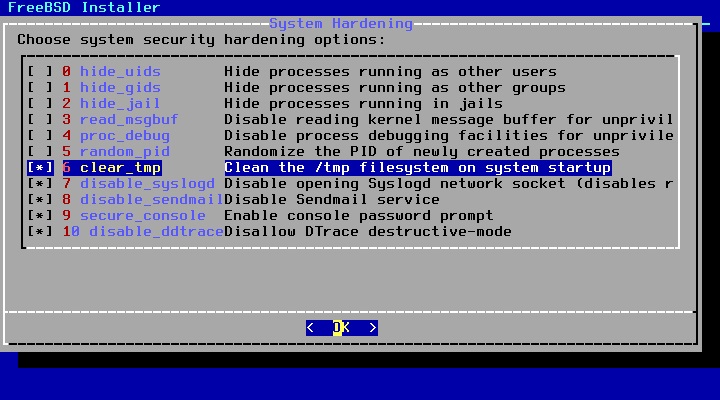 FreeBSD Installer
System Hardening
Choose system security hardening options:
[ ] 0 hide_uids Hide processes running as other users
[ ] 1 hide_gids Hide processes running as other groups
[ ] 2 hide_jail Hide processes running in jails
[ ] 3 read_msgbuf Disable reading kernel message buffer for unprivil
[ ] 4 proc_debug Disable process debugging facilities for unprivile
[ ] 5 random_pid Randomize the PID of newly created processes
[*] 6 clear_tmp Clean the /tmp filesystem on system startup
[*] 7 disable_syslogd Disable opening Syslogd network socket (disables r
[*] 8 disable_sendmail Disable Sendmail service
[*] 9 secure_console Enable console password prompt
[*] 10 disable_ddtrace Disallow DTrace destructive-mode
< OK >